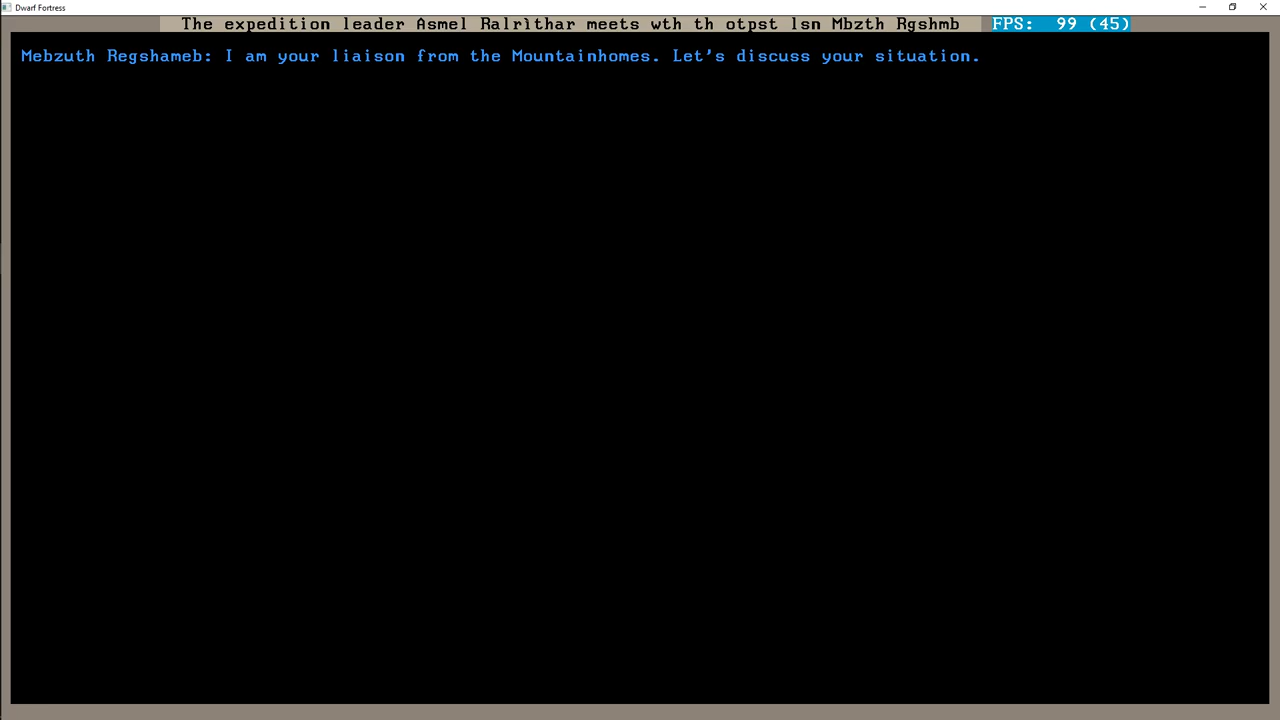 Dwarf Fortress
The expedition leader Asmel Ralrìthar meets wth th otpst lsn Mbzth Rgshmb FPS: 99 (45)
Mebzuth Regshameb: I am your liaison from the Mountainhomes. Let's discuss your situation.